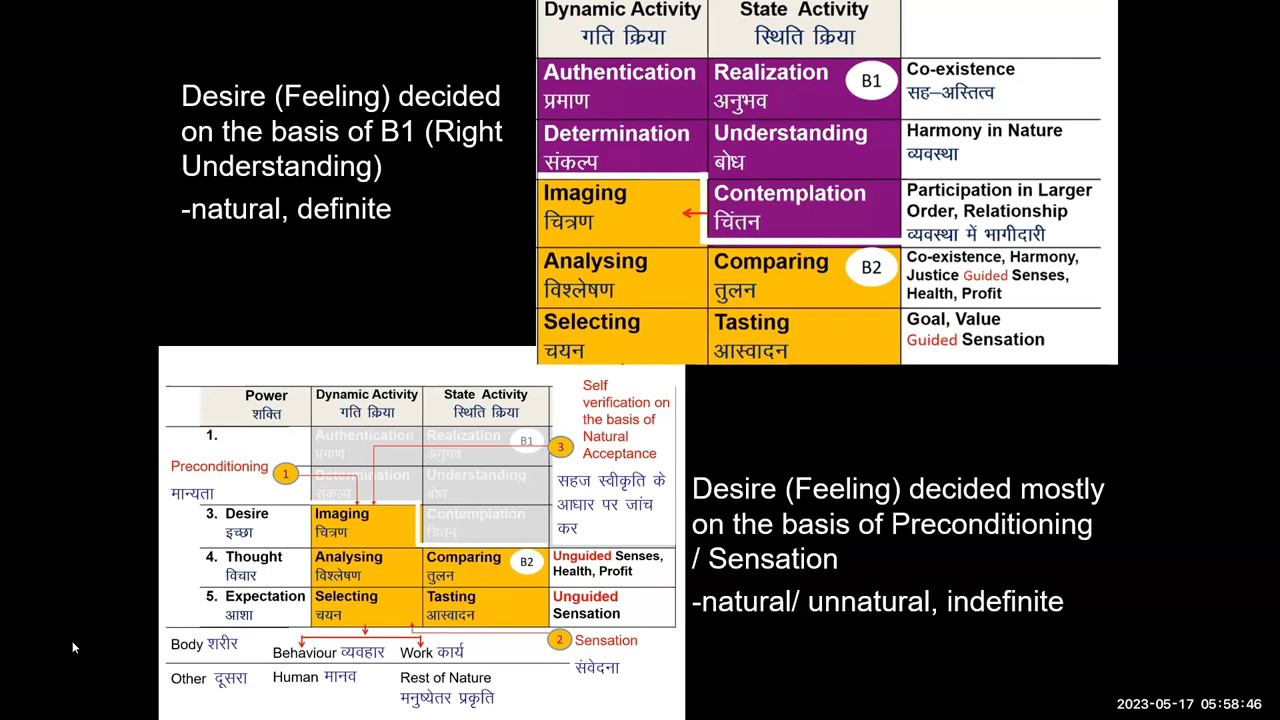 Desire (Feeling) decided
on the basis of B1 (Right
Understanding)
-natural, definite
Dynamic Activity State Activity
गति क्रिया स्थिति क्रिया
Authentication Realization B1 Co-existence
प्रमाण अनुभव सह–अस्तित्व
Determination Understanding Harmony in Nature
संकल्प बोध व्यवस्था
Imaging Contemplation Participation in Larger
Order, Relationship
चित्रण चिंतन व्यवस्था में भागीदारी
Analysing Comparing B2 Co-existence, Harmony,
Justice Guided Senses,
विश्लेषण तुलन Health, Profit
Selecting Tasting Goal, Value
Guided Sensation
चयन आस्वादन
Power Dynamic Activity State Activity
शक्ति गति क्रिया स्थिति क्रिया
Self
verification on
the basis of
Natural
Acceptance
सहज स्वीकृति के
आधार पर जांच
कर
1. Authentication Realization B1 3
प्रमाण अनुभव
Preconditioning 1 Determination Understanding
मान्यता संकल्प बोध
3. Desire Imaging Contemplation
इच्छा चित्रण चिंतन
4. Thought Analysing Comparing B2 Unguided Senses,
Health, Profit
विचार विश्लेषण तुलन
5. Expectation Selecting Tasting Unguided
Sensation
आशा चयन आस्वादन
Body शरीर Behaviour व्यवहार Work कार्य 2 Sensation
संवेदना
Other दूसरा Human मानव Rest of Nature
मनुष्येतर प्रकृति
Desire (Feeling) decided mostly
on the basis of Preconditioning
/ Sensation
-natural/ unnatural, indefinite
2023-05-17 05:58:46